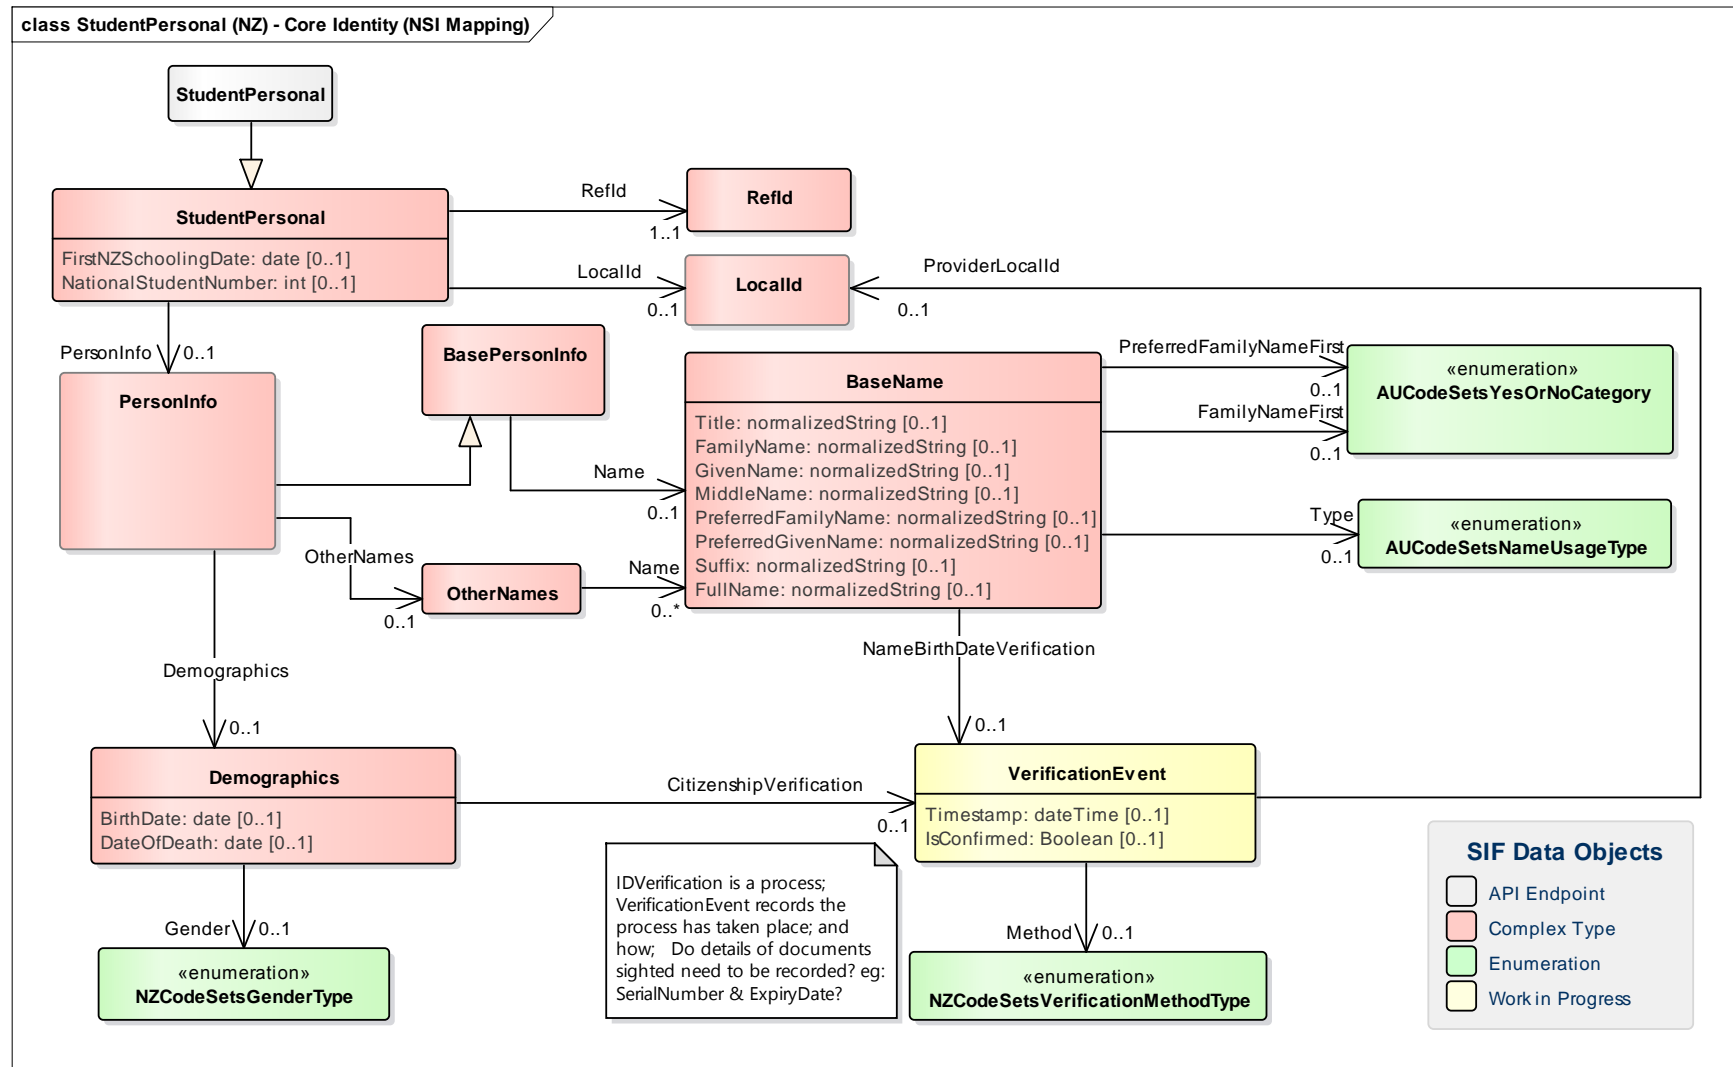 class StudentPersonal (NZ) - Core Identity (NSI Mapping)
StudentPersonal
StudentPersonal
FirstNZSchoolingDate: date [0..1]
NationalStudentNumber: int [0..1]
RefId
1..1
RefId
LocalId
0..1
LocalId
ProviderLocalId
0..1
PersonInfo
0..1
PersonInfo
BasePersonInfo
Name
0..1
OtherNames
0..1
OtherNames
Name
0..*
BaseName
Title: normalizedString [0..1]
FamilyName: normalizedString [0..1]
GivenName: normalizedString [0..1]
MiddleName: normalizedString [0..1]
PreferredFamilyName: normalizedString [0..1]
PreferredGivenName: normalizedString [0..1]
Suffix: normalizedString [0..1]
FullName: normalizedString [0..1]
PreferredFamilyNameFirst
0..1
FamilyNameFirst
0..1
«enumeration»
AUCodeSetsYesOrNoCategory
Type
0..1
«enumeration»
AUCodeSetsNameUsageType
NameBirthDateVerification
0..1
Demographics
0..1
Demographics
BirthDate: date [0..1]
DateOfDeath: date [0..1]
CitizenshipVerification
0..1
VerificationEvent
Timestamp: dateTime [0..1]
IsConfirmed: Boolean [0..1]
IDVerification is a process;
VerificationEvent records the
process has taken place; and
how;   Do details of documents
sighted need to be recorded? eg:
SerialNumber & ExpiryDate?
Gender
0..1
«enumeration»
NZCodeSetsGenderType
Method
0..1
«enumeration»
NZCodeSetsVerificationMethodType
SIF Data Objects
API Endpoint
Complex Type
Enumeration
Work in Progress